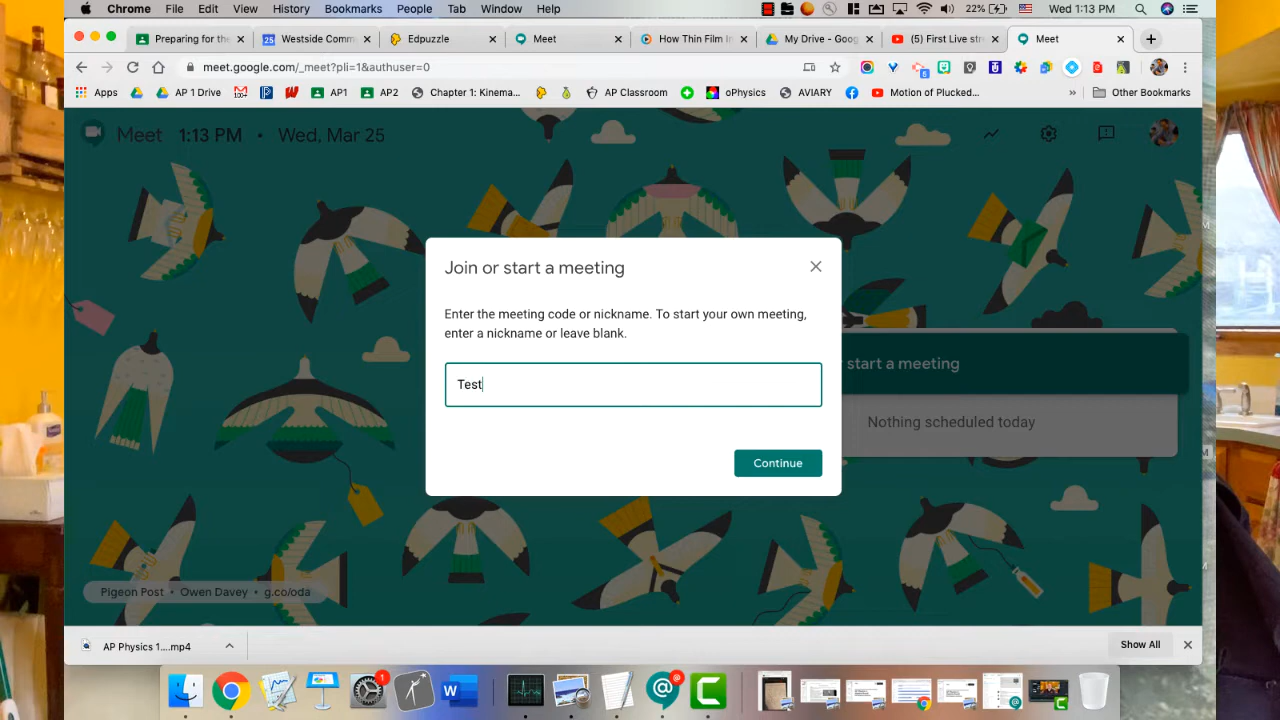 Chrome File Edit View History Bookmarks People Tab Window Help 22% Wed 1:13 PM
Preparing for the 25 Westside Comm Edpuzzle Meet How Thin Film In My Drive - Goog (5) First Live str Meet
meet.google.com/_meet?pli=1&authuser=0
Apps AP 1 Drive AP1 AP2 Chapter 1: Kinema... AP Classroom oPhysics AVIARY Motion of Plucked... » Other Bookmarks
Meet 1:13 PM • Wed, Mar 25
Join or start a meeting
Enter the meeting code or nickname. To start your own meeting,
enter a nickname or leave blank.
start a meeting
Test
Nothing scheduled today
Continue
Pigeon Post • Owen Davey • g.co/oda
AP Physics 1....mp4 Show All
1